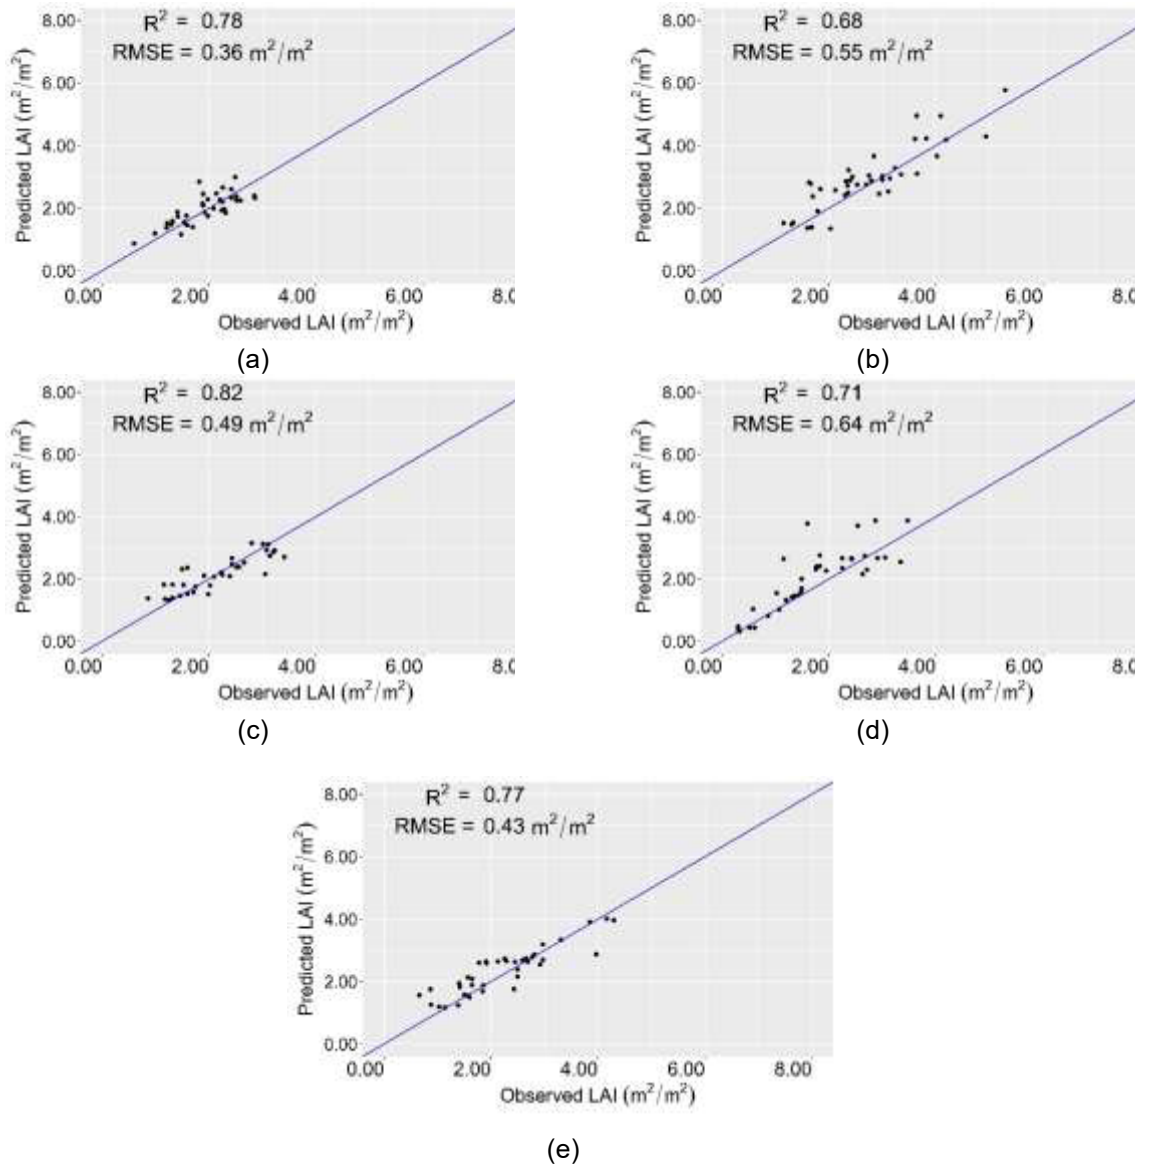 8.00
R² = 0.78
RMSE = 0.36 m²/m²
6.00
4.00
2.00
0.00
Predicted LAI (m²/m²)
0.00 2.00 4.00 6.00 8.0
Observed LAI (m²/m²)
(a)
8.00
R² = 0.68
RMSE = 0.55 m²/m²
6.00
4.00
2.00
0.00
Predicted LAI (m²/m²)
0.00 2.00 4.00 6.00 8.0
Observed LAI (m²/m²)
(b)
8.00
R² = 0.82
RMSE = 0.49 m²/m²
6.00
4.00
2.00
0.00
Predicted LAI (m²/m²)
0.00 2.00 4.00 6.00 8.0
Observed LAI (m²/m²)
(c)
8.00
R² = 0.71
RMSE = 0.64 m²/m²
6.00
4.00
2.00
0.00
Predicted LAI (m²/m²)
0.00 2.00 4.00 6.00 8.0
Observed LAI (m²/m²)
(d)
8.00
R² = 0.77
RMSE = 0.43 m²/m²
6.00
4.00
2.00
0.00
Predicted LAI (m²/m²)
0.00 2.00 4.00 6.00 8.00
Observed LAI (m²/m²)
(e)